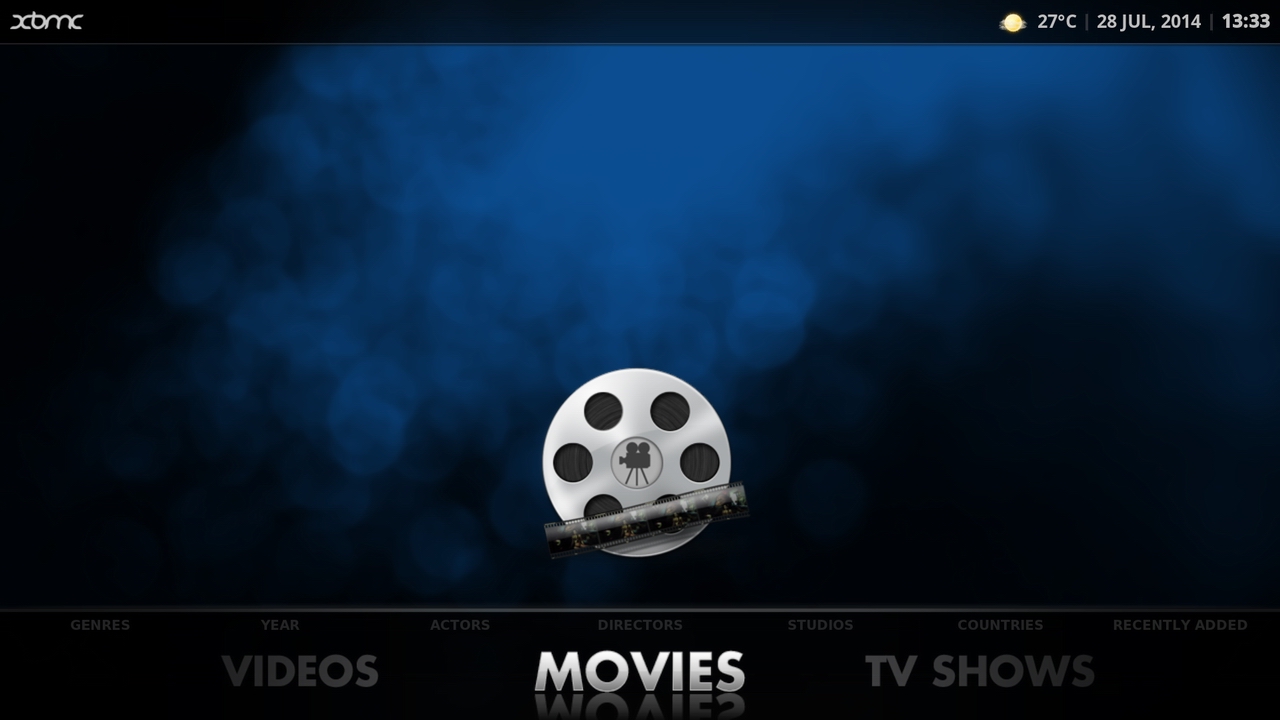 xbmc 27°C | 28 JUL, 2014 | 13:33
GENRES YEAR ACTORS DIRECTORS STUDIOS COUNTRIES RECENTLY ADDED
VIDEOS MOVIES TV SHOWS